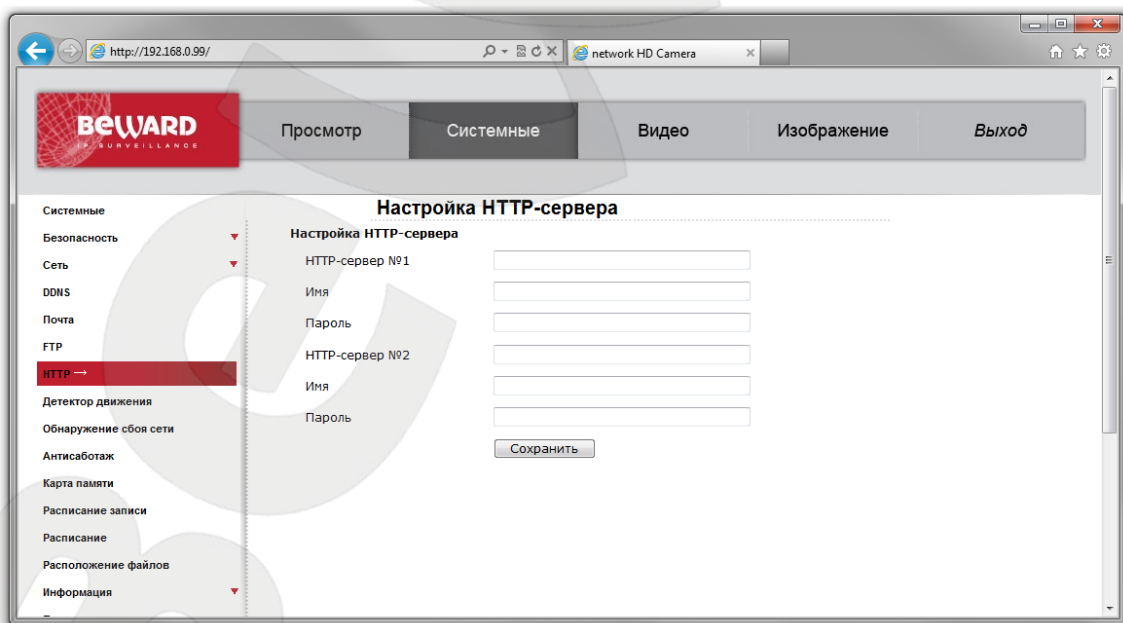 http://192.168.0.99/
network HD Camera
BEWARD
IP SURVEILLANCE
Просмотр
Системные
Видео
Изображение
Выход
Системные
Безопасность
Сеть
DDNS
Почта
FTP
HTTP →
Детектор движения
Обнаружение сбоя сети
Антисаботаж
Карта памяти
Расписание записи
Расписание
Расположение файлов
Информация
Настройка HTTP-сервера
Настройка HTTP-сервера
HTTP-сервер №1
Имя
Пароль
HTTP-сервер №2
Имя
Пароль
Сохранить